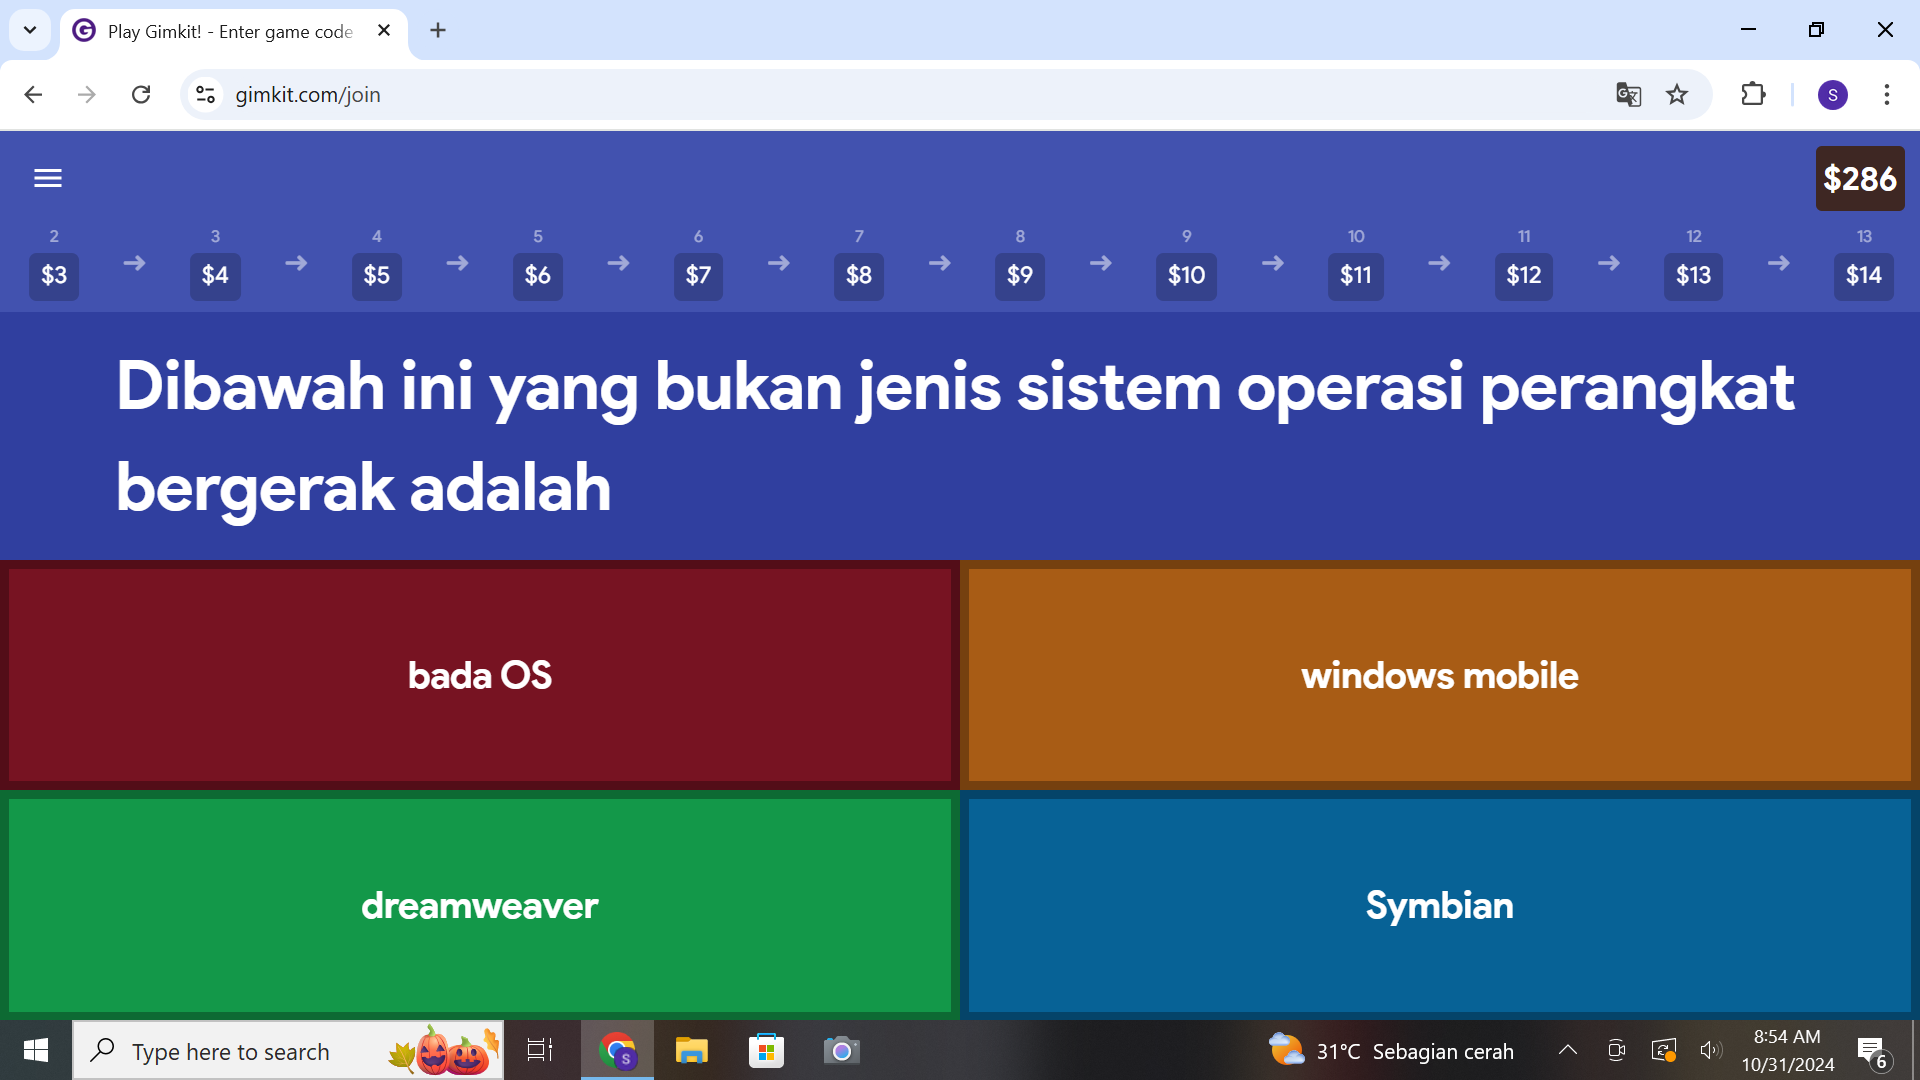 Play Gimkit! - Enter game code
gimkit.com/join
S
$286
2 3 4 5 6 7 8 9 10 11 12 13
$3 $4 $5 $6 $7 $8 $9 $10 $11 $12 $13 $14
Dibawah ini yang bukan jenis sistem operasi perangkat
bergerak adalah
bada OS
windows mobile
dreamweaver
Symbian
Type here to search
S
31°C Sebagian cerah
8:54 AM
10/31/2024
6